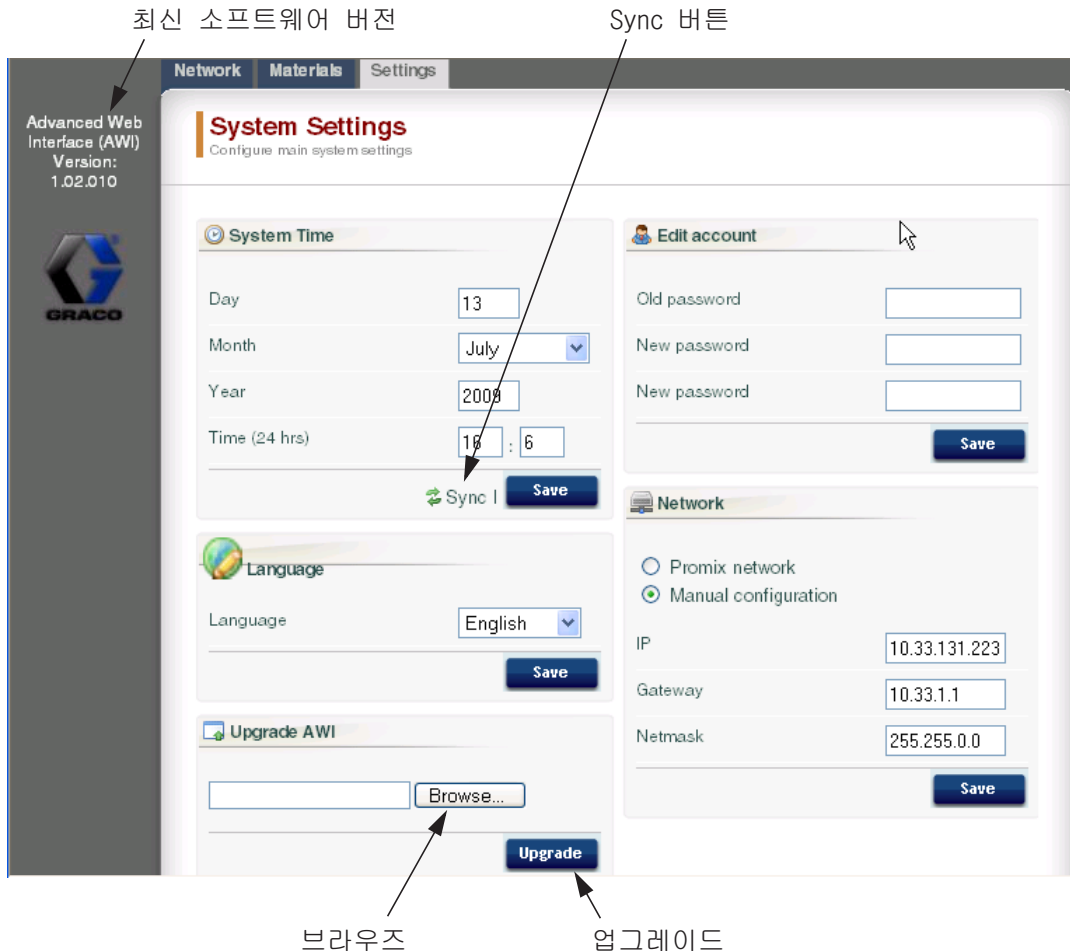 최신 소프트웨어 버전
Sync 버튼
Network Materials Settings
Advanced Web
Interface (AWI)
Version:
1.02.010
GRACO
System Settings
Configure main system settings
System Time
Day 13
Month July
Year 2009
Time (24 hrs) 16 : 6
Sync | Save
Language
Language English
Save
Upgrade AWI
Browse...
Upgrade
Edit account
Old password
New password
New password
Save
Network
Promix network
Manual configuration
IP 10.33.131.223
Gateway 10.33.1.1
Netmask 255.255.0.0
Save
브라우즈
업그레이드